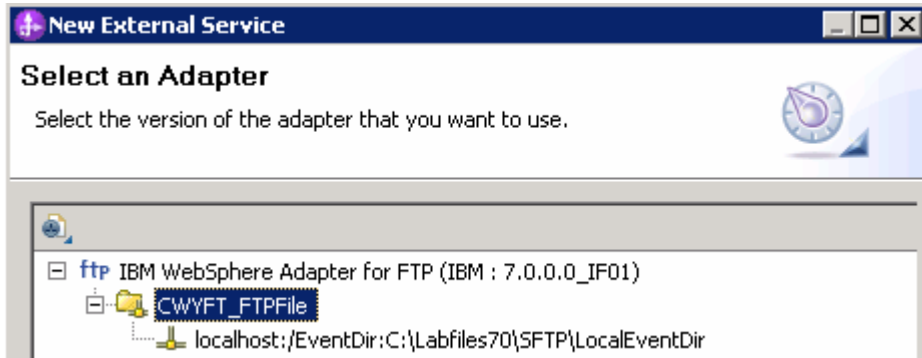 New External Service
Select an Adapter
Select the version of the adapter that you want to use.
ftp IBM WebSphere Adapter for FTP (IBM : 7.0.0.0_IF01)
CWYFT_FTPFile
localhost:/EventDir:C:\Labfiles70\SFTP\LocalEventDir